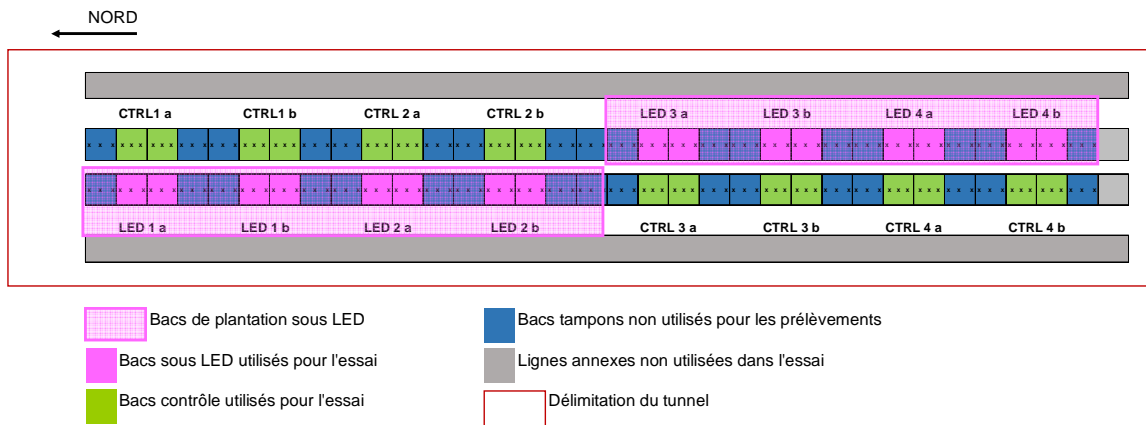 NORD
CTRL1 a CTRL1 b CTRL 2 a CTRL 2 b LED 3 a LED 3 b LED 4 a LED 4 b
x x x x x x x x x x x x x x x x x x x x x x x x x x x x x x x x x x x x x x x x x x x x x x x x x x x x x x x x x x x x x x x x x x x x x x x x x x x x x x x x x x x x x x x x x x x x x x x x x x x
x x x x x x x x x x x x x x x x x x x x x x x x x x x x x x x x x x x x x x x x x x x x x x x x x x x x x x x x x x x x x x x x x x x x x x x x x x x x x x x x x x x x x x x x x x x x x x x x x x x
LED 1 a LED 1 b LED 2 a LED 2 b CTRL 3 a CTRL 3 b CTRL 4 a CTRL 4 b
Bacs de plantation sous LED Bacs tampons non utilisés pour les prélèvements
Bacs sous LED utilisés pour l'essai Lignes annexes non utilisées dans l'essai
Bacs contrôle utilisés pour l'essai Délimitation du tunnel